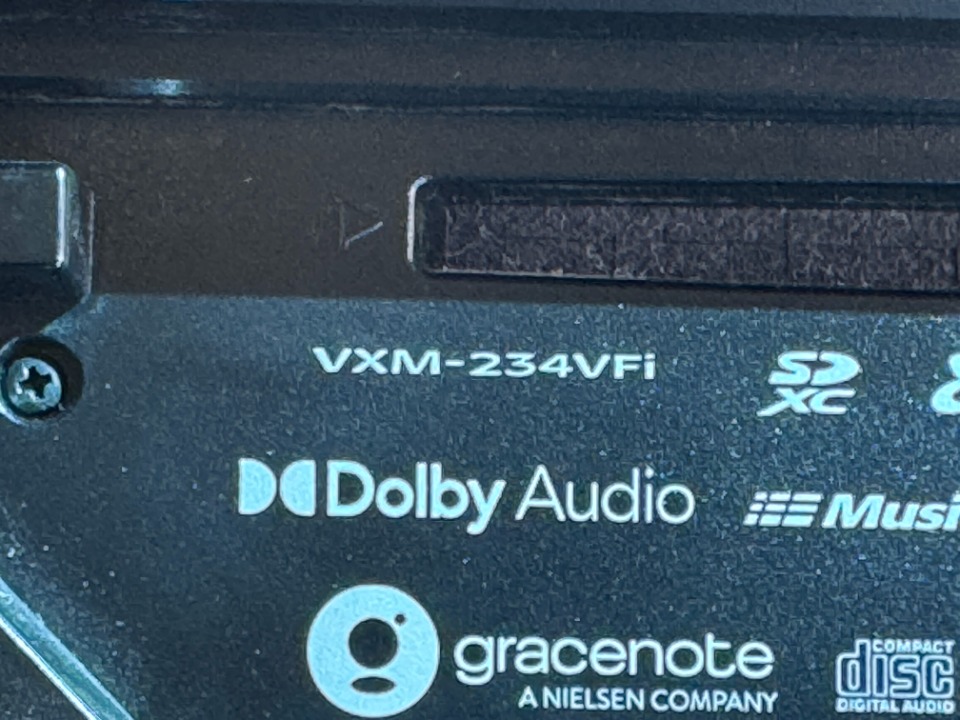 VXM-234VFi
SD
XC
Dolby Audio
Musi
gracenote
A NIELSEN COMPANY
COMPACT
disc
DIGITAL AUDIO